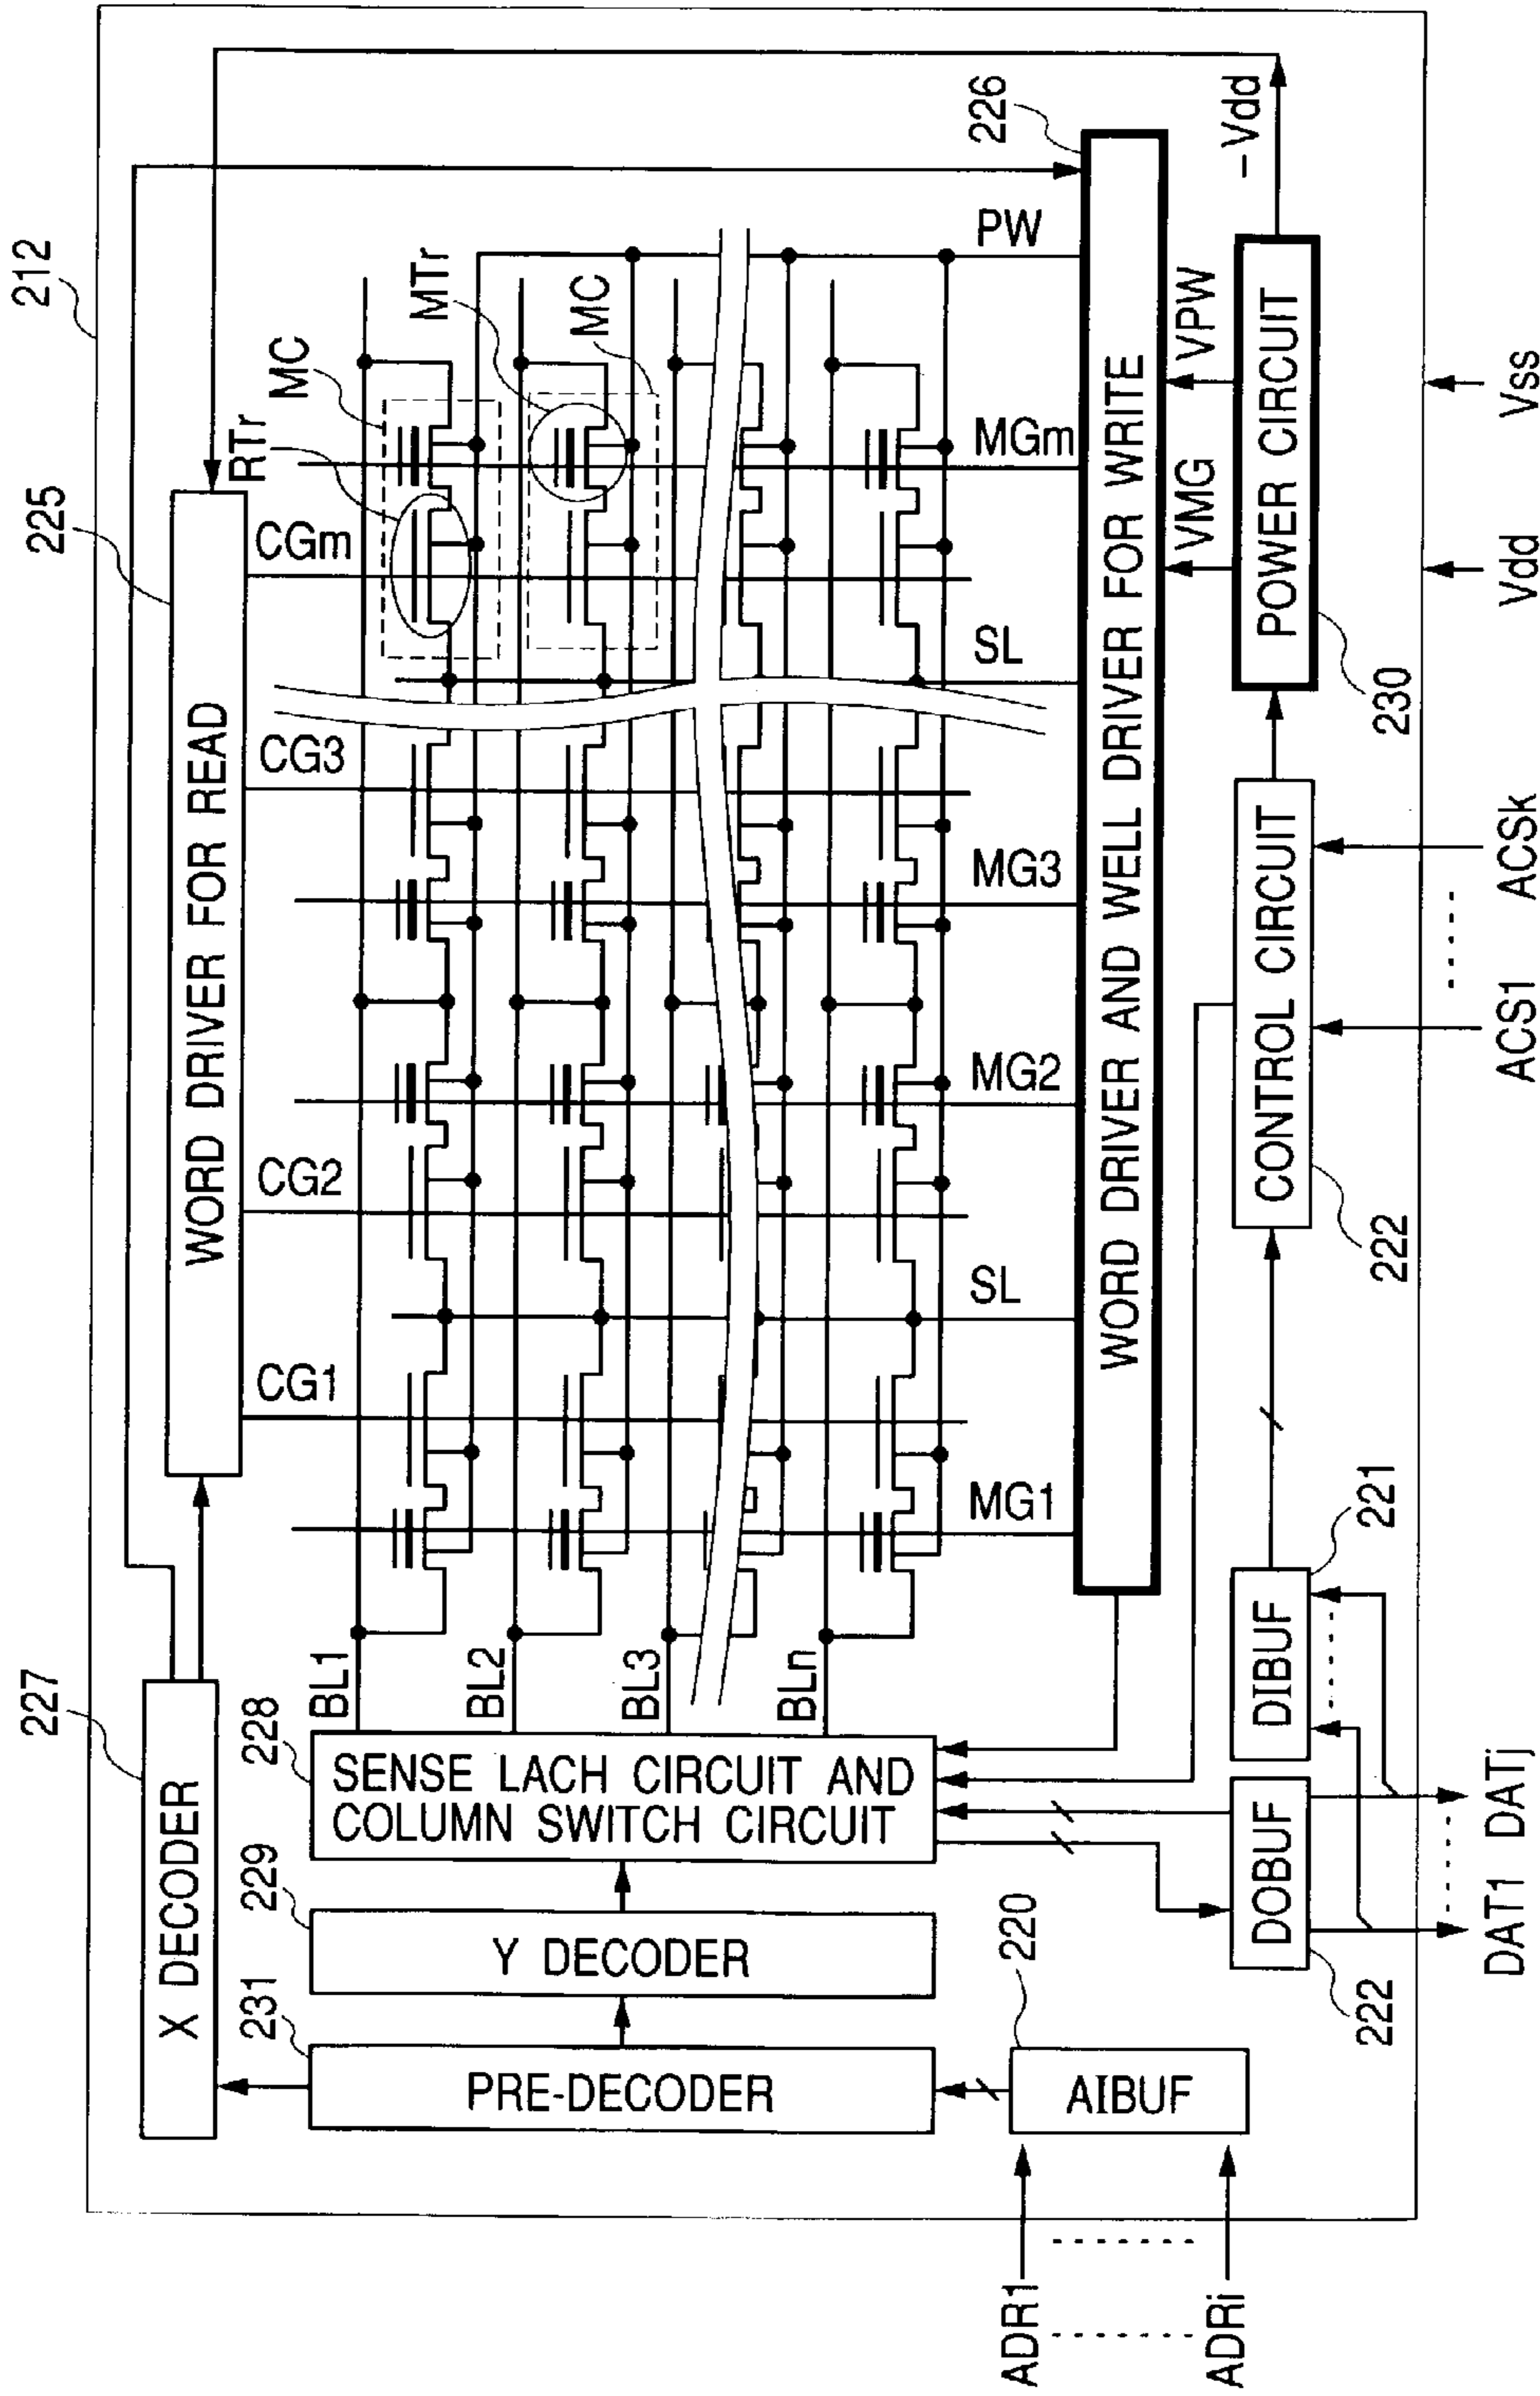 212
227
X DECODER
225
WORD DRIVER FOR READ
231
PRE-DECODER
229
Y DECODER
228
SENSE LACH CIRCUIT AND
COLUMN SWITCH CIRCUIT
BL1
BL2
BL3
BLn
CG1
CG2
CG3
CGm
RTr
MC
MTr
MC
MG1
SL
MG2
MG3
SL
MGm
PW
226
WORD DRIVER AND WELL DRIVER FOR WRITE
VMG
VPW
-Vdd
220
AIBUF
ADR1
ADRi
DOBUF
222
DIBUF
221
CONTROL CIRCUIT
222
POWER CIRCUIT
230
DAT1 DATj
ACS1 ACSk
Vdd
Vss